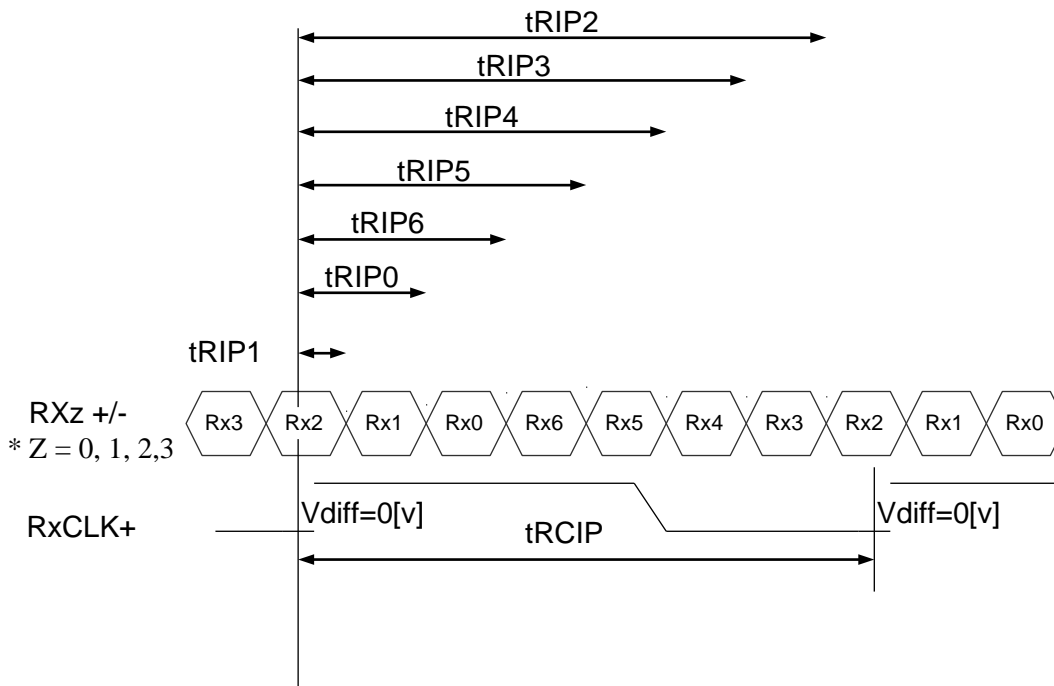 tRIP2
tRIP3
tRIP4
tRIP5
tRIP6
tRIP0
tRIP1
RXz +/-
* Z = 0, 1, 2,3
Rx3 Rx2 Rx1 Rx0 Rx6 Rx5 Rx4 Rx3 Rx2 Rx1 Rx0
RxCLK+
Vdiff=0[v] Vdiff=0[v]
tRCIP